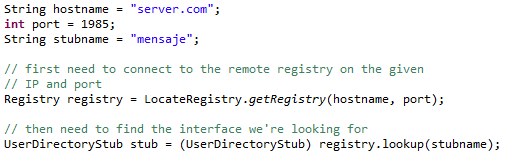 String hostname = "server.com";
int port = 1985;
String stubname = "mensaje";
// first need to connect to the remote registry on the given
// IP and port
Registry registry = LocateRegistry.getRegistry(hostname, port);
// then need to find the interface we're looking for
UserDirectoryStub stub = (UserDirectoryStub) registry.lookup(stubname);